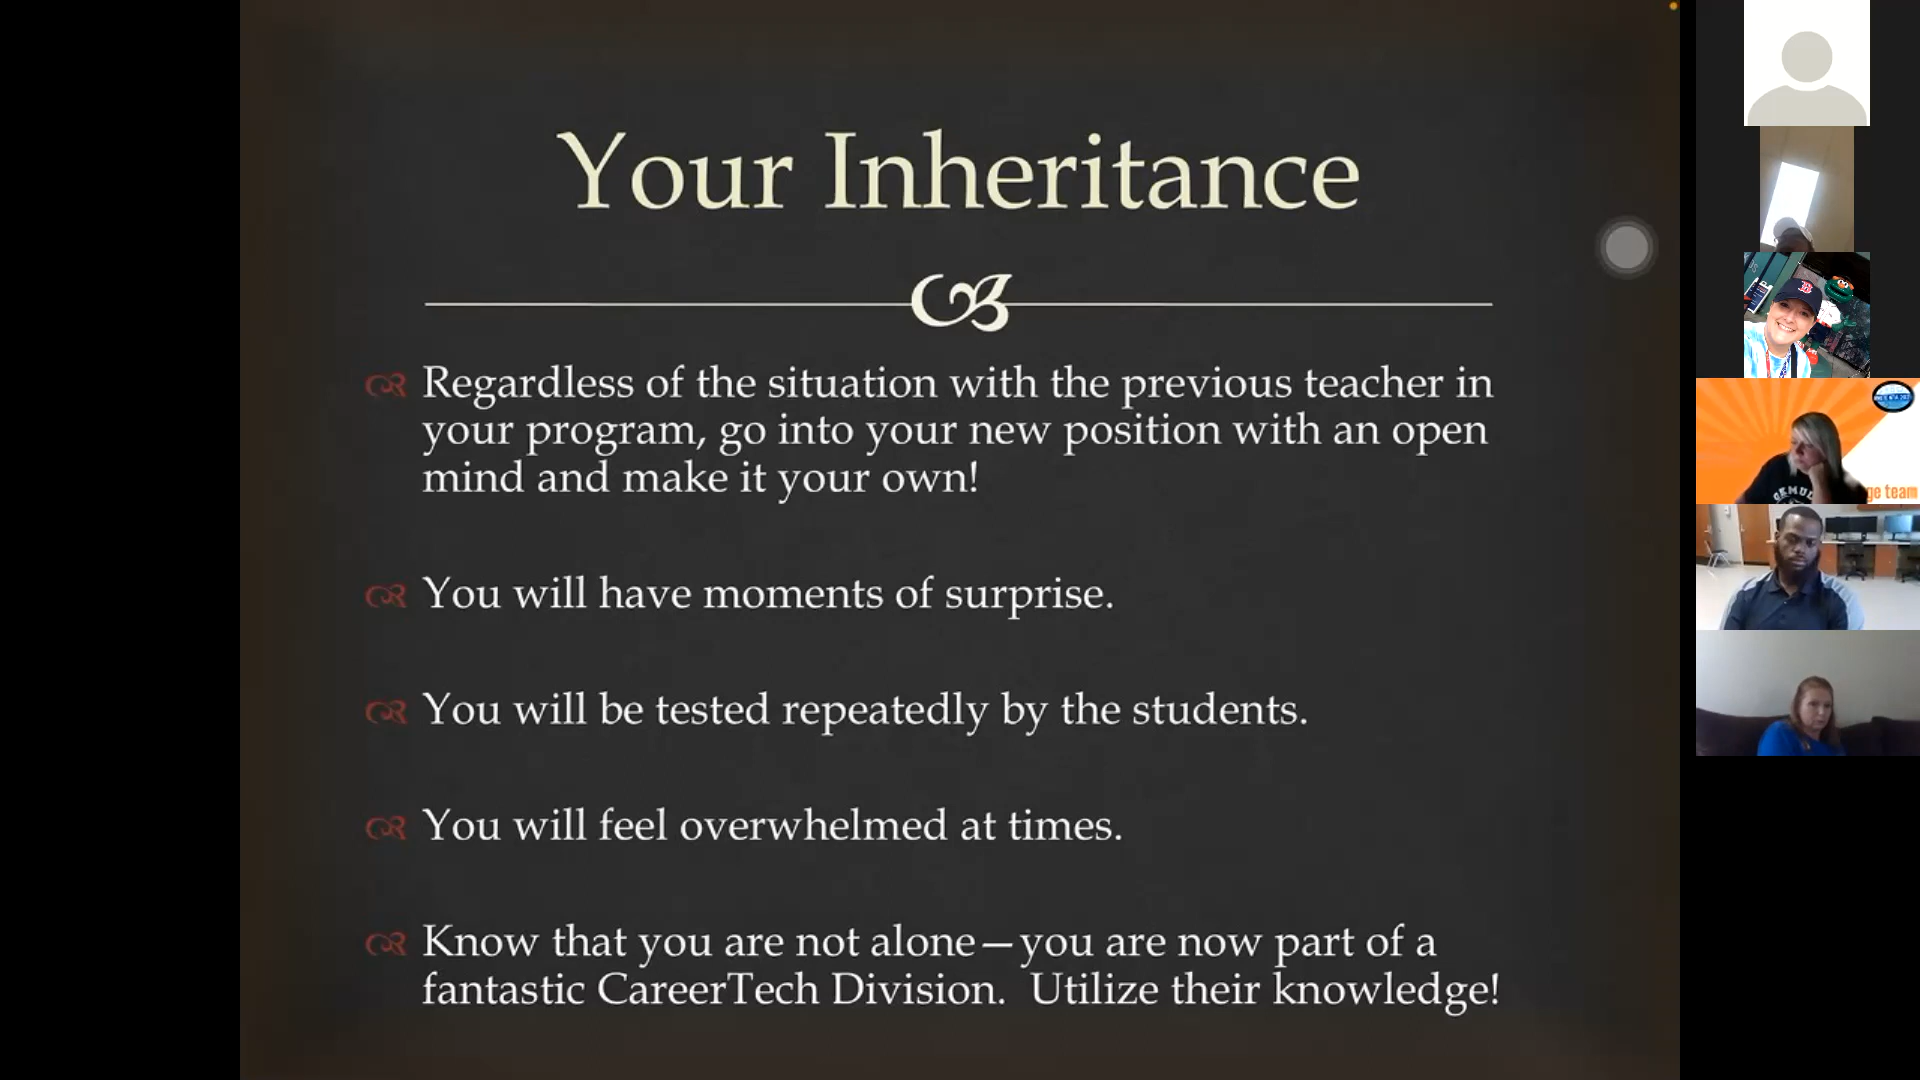 Your Inheritance
Regardless of the situation with the previous teacher in
your program, go into your new position with an open
mind and make it your own!
You will have moments of surprise.
You will be tested repeatedly by the students.
You will feel overwhelmed at times.
Know that you are not alone—you are now part of a
fantastic CareerTech Division.  Utilize their knowledge!
B
ge team